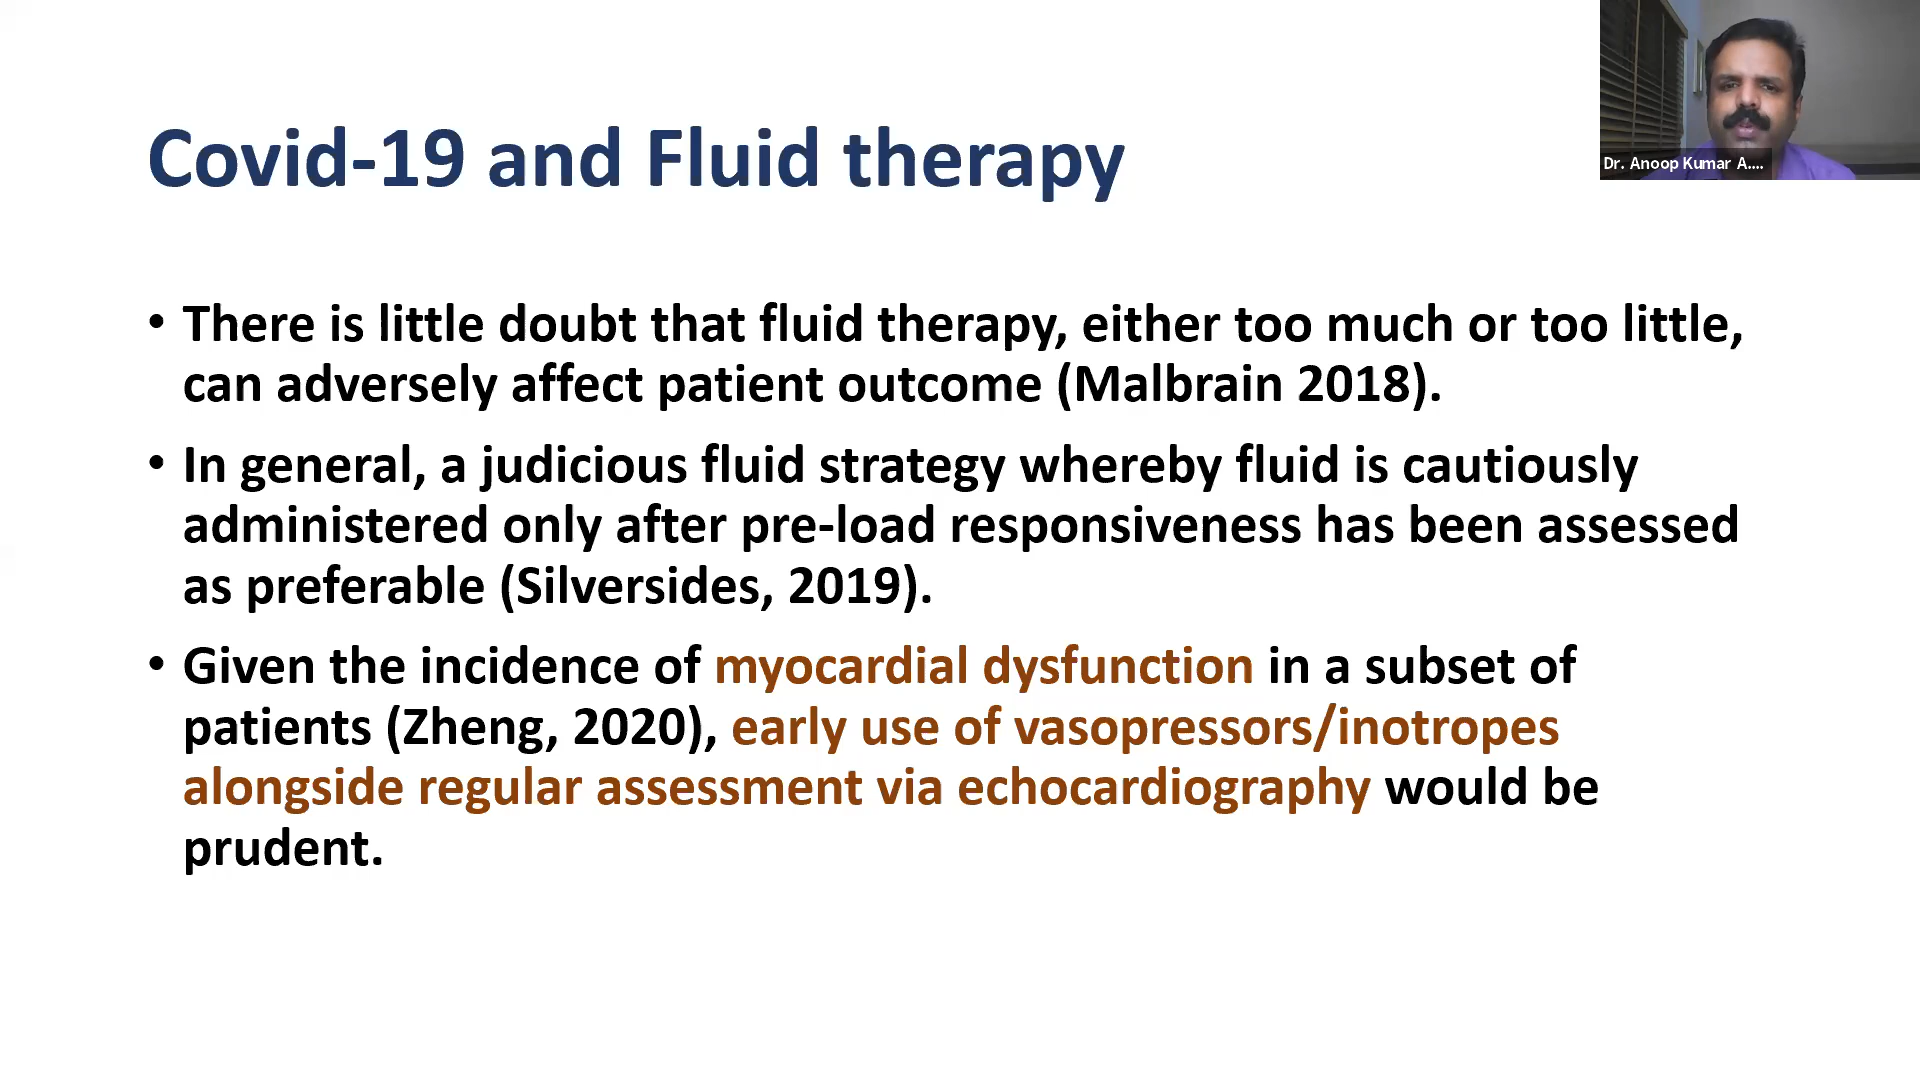 Covid-19 and Fluid therapy
Dr. Anoop Kumar A....
• There is little doubt that fluid therapy, either too much or too little,
can adversely affect patient outcome (Malbrain 2018).
• In general, a judicious fluid strategy whereby fluid is cautiously
administered only after pre-load responsiveness has been assessed
as preferable (Silversides, 2019).
• Given the incidence of myocardial dysfunction in a subset of
patients (Zheng, 2020), early use of vasopressors/inotropes
alongside regular assessment via echocardiography would be
prudent.